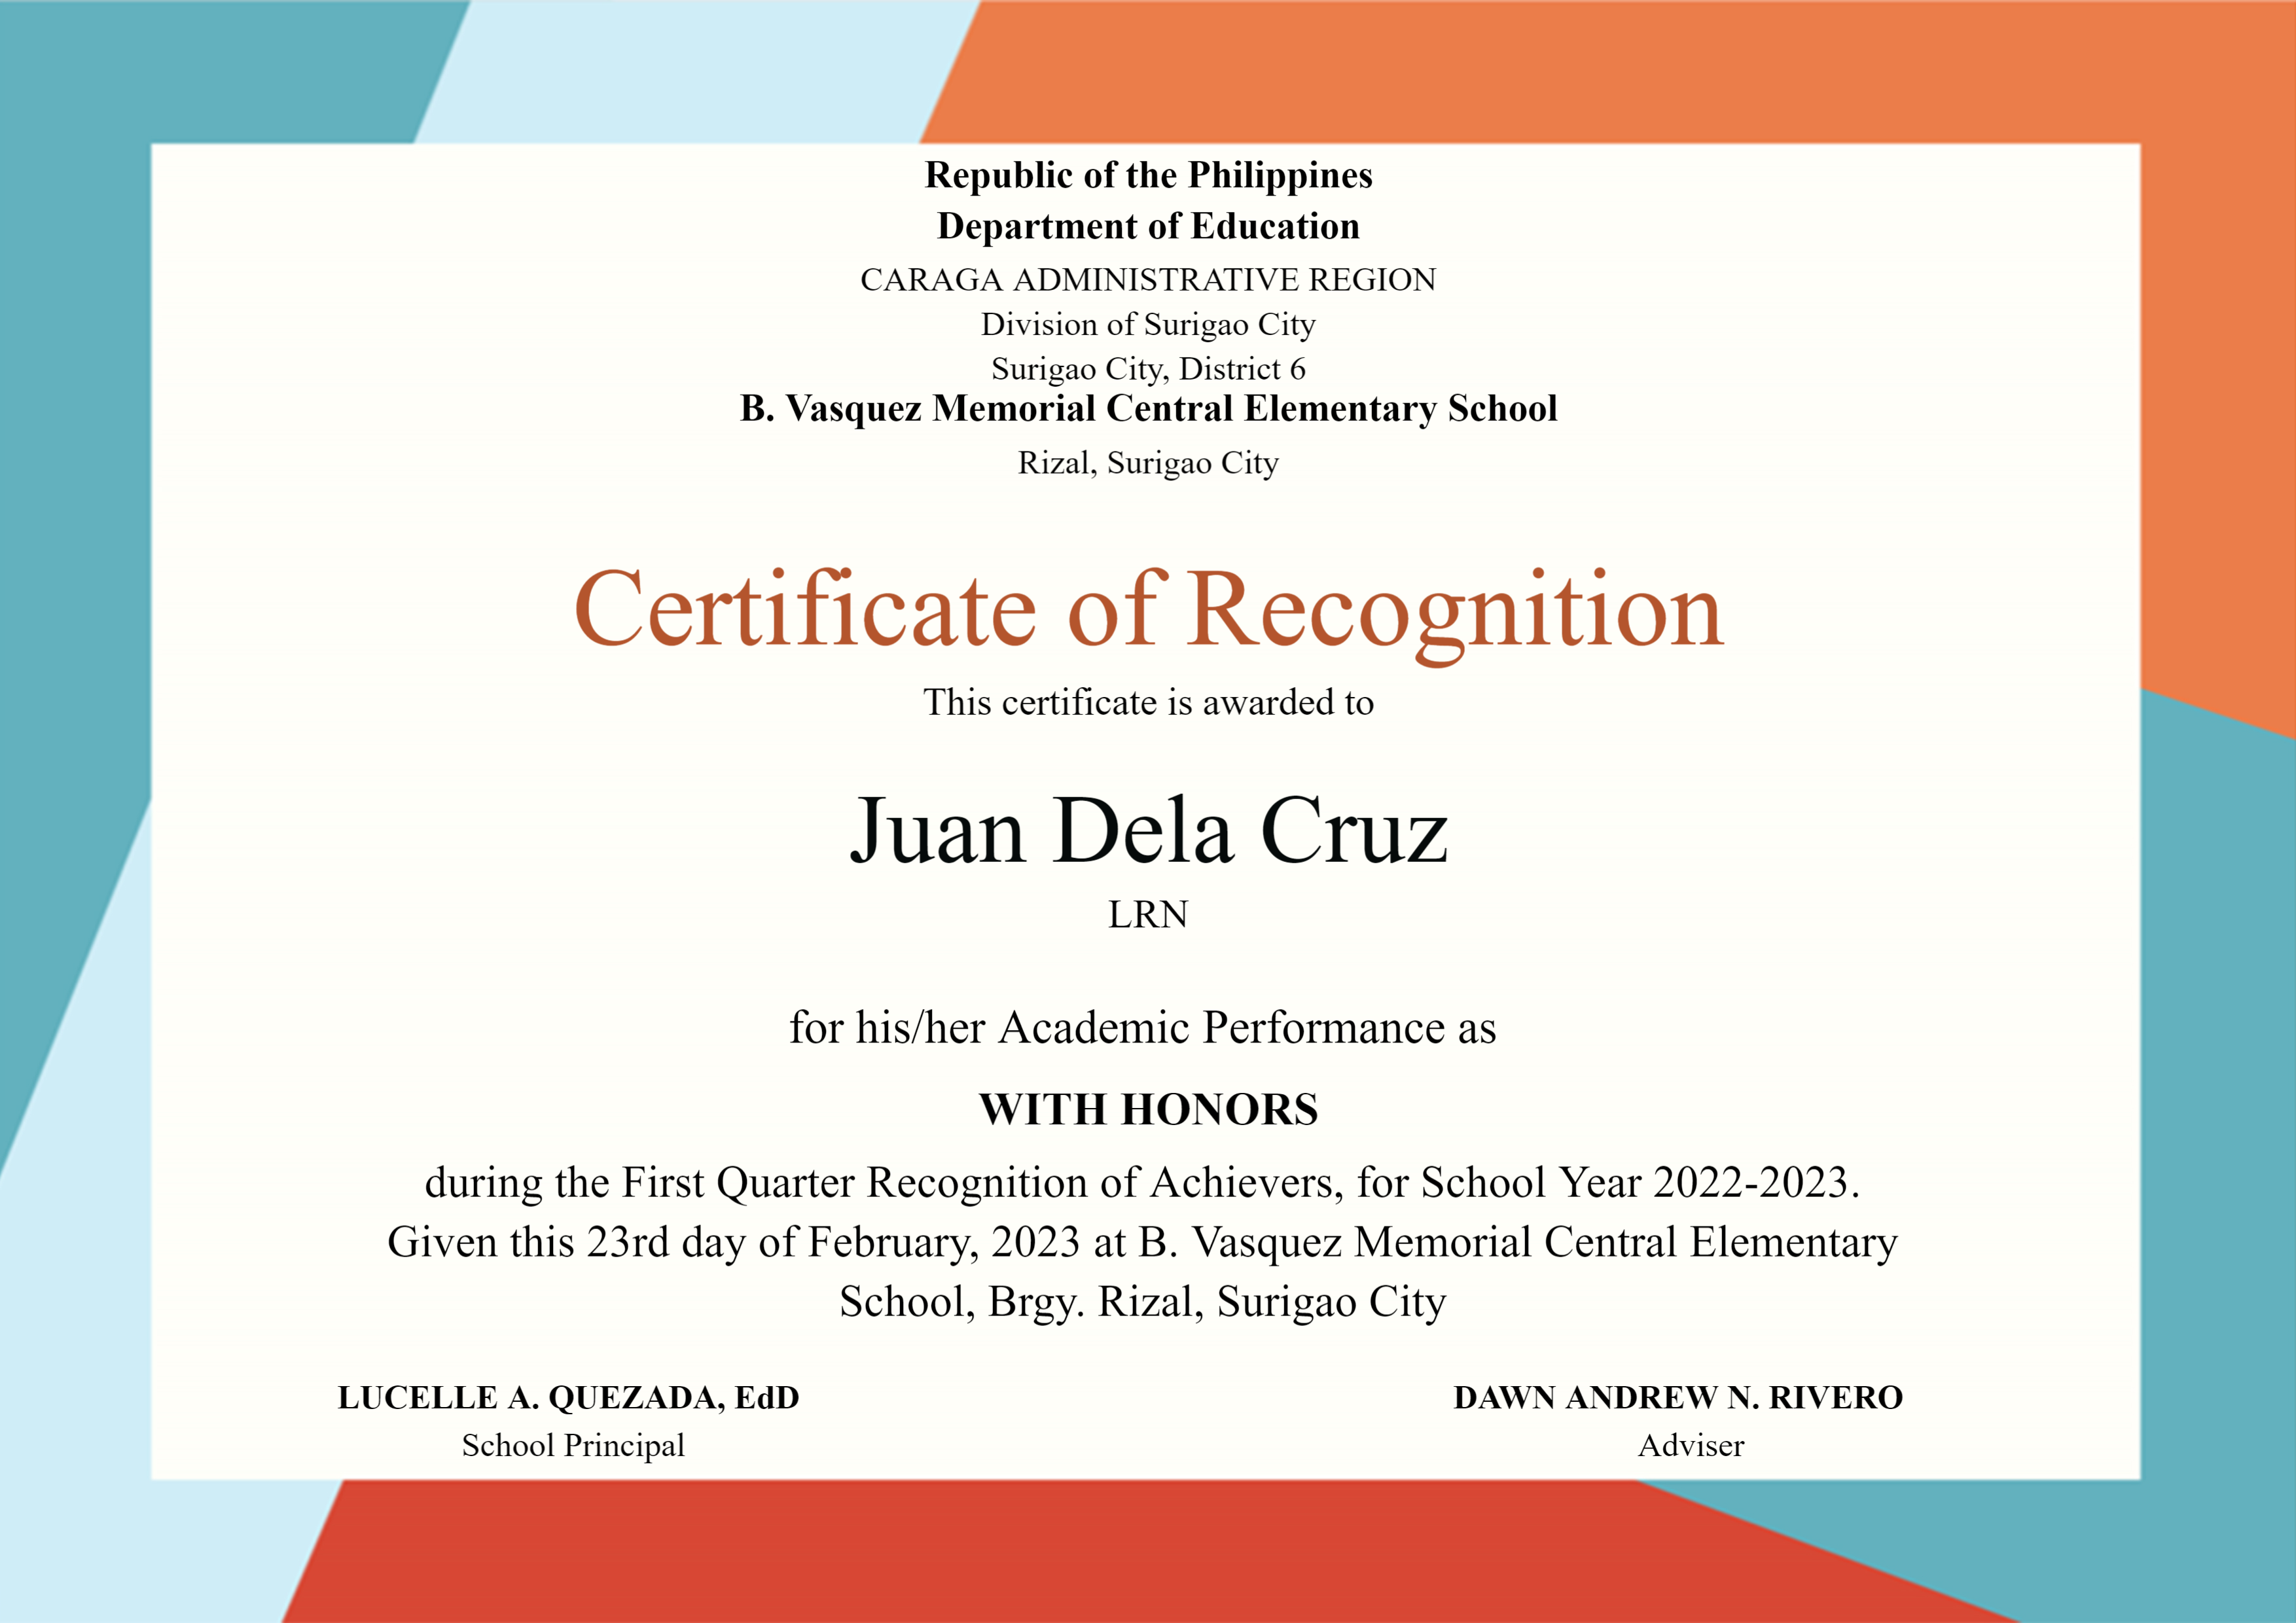 Republic of the Philippines
Department of Education
CARAGA ADMINISTRATIVE REGION
Division of Surigao City
Surigao City, District 6
B. Vasquez Memorial Central Elementary School
Rizal, Surigao City
Certificate of Recognition
This certificate is awarded to
Juan Dela Cruz
LRN
for his/her Academic Performance as
WITH HONORS
during the First Quarter Recognition of Achievers, for School Year 2022-2023.
Given this 23rd day of February, 2023 at B. Vasquez Memorial Central Elementary
School, Brgy. Rizal, Surigao City
LUCELLE A. QUEZADA, EdD
School Principal
DAWN ANDREW N. RIVERO
Adviser